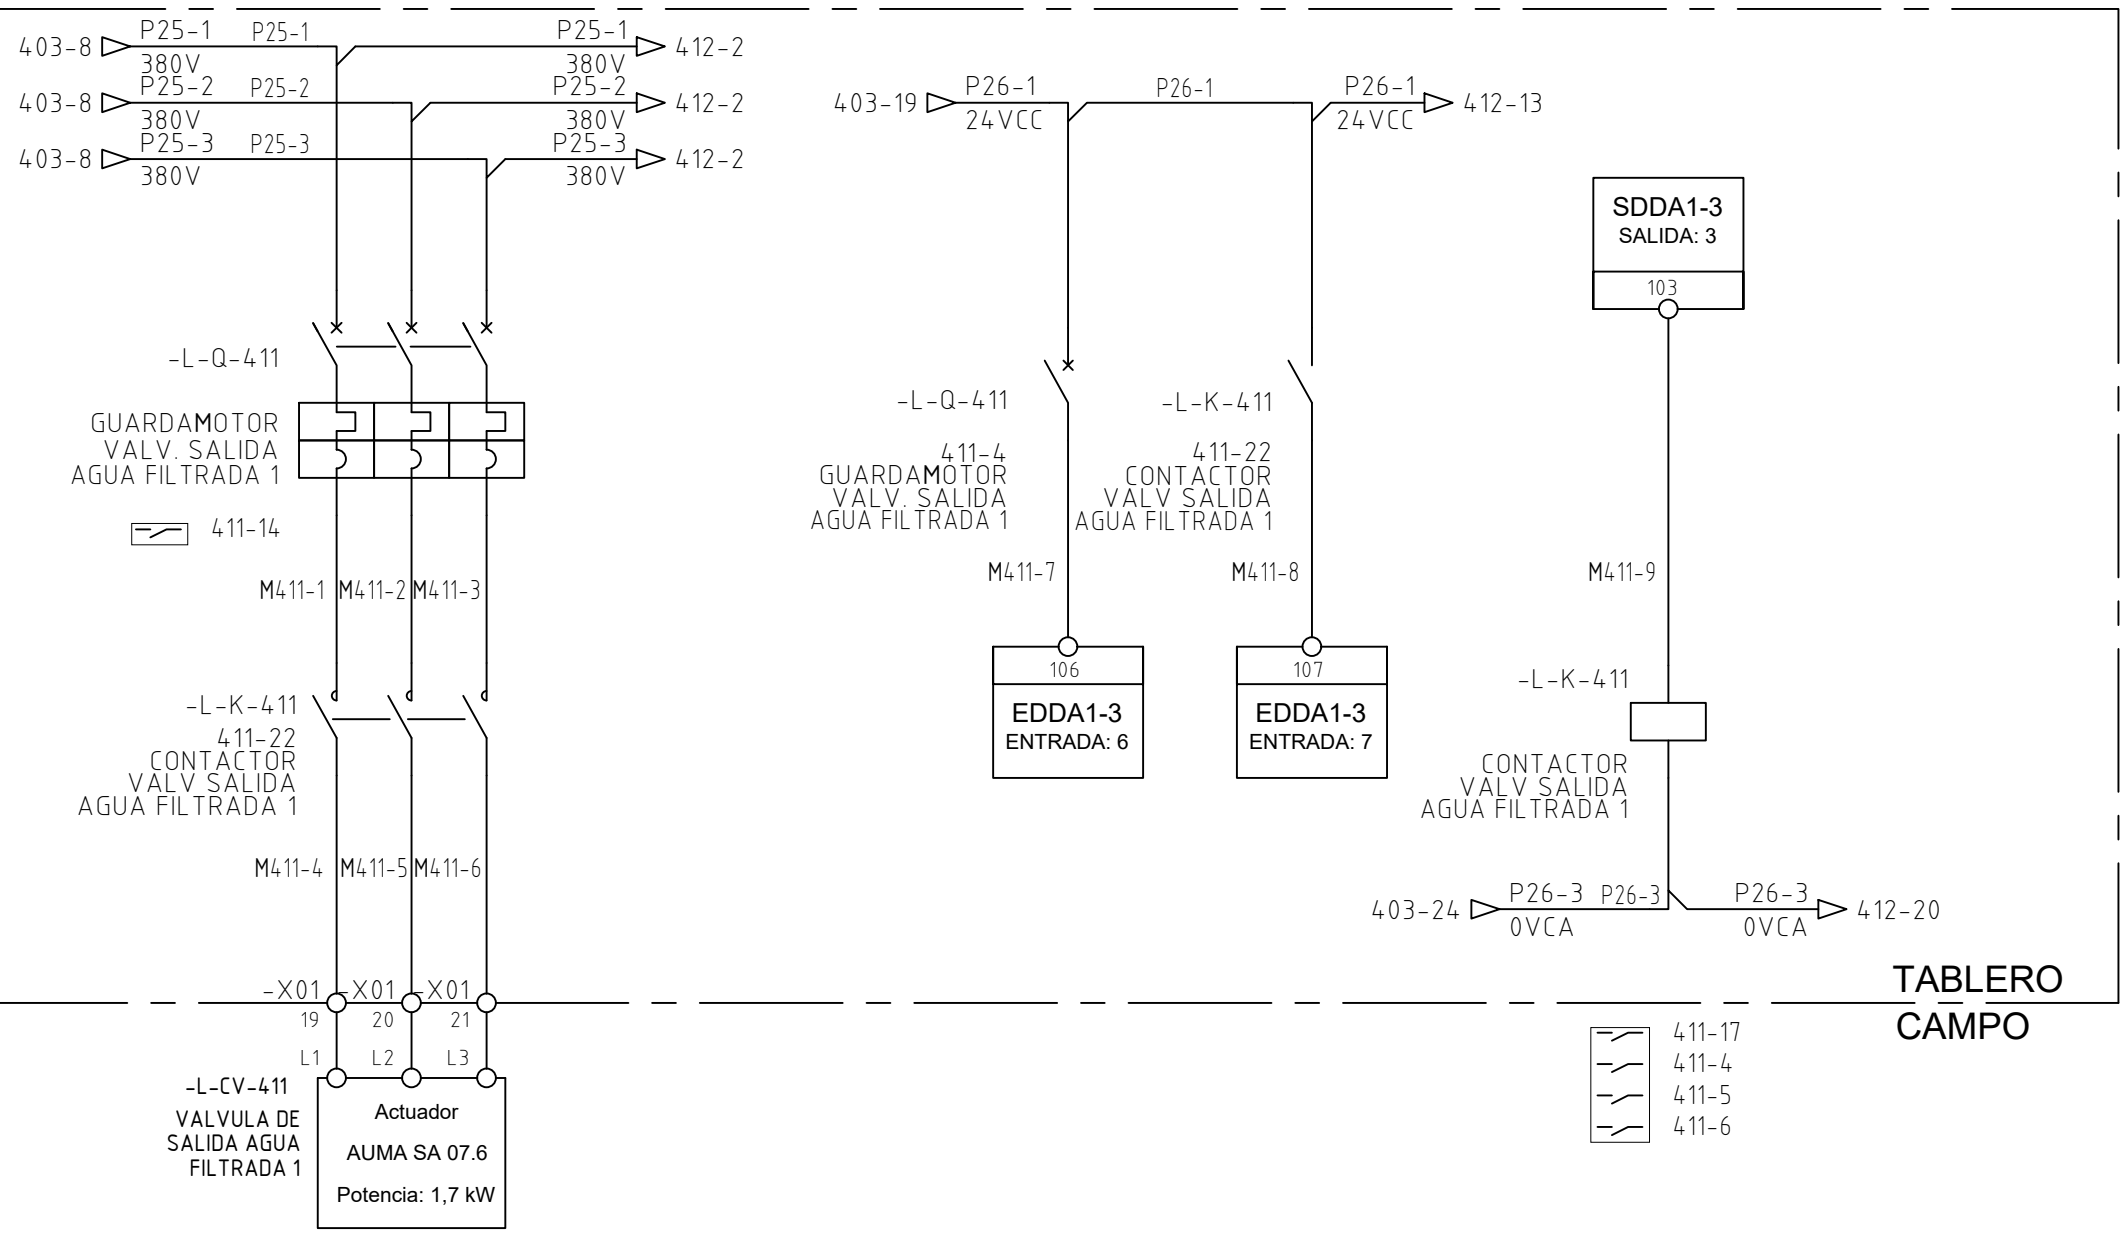 403-8
P25-1
380V
P25-1
P25-1
380V
412-2
403-8
P25-2
380V
P25-2
P25-2
380V
412-2
403-8
P25-3
380V
P25-3
P25-3
380V
412-2
-L-Q-411
GUARDAMOTOR
VALV. SALIDA
AGUA FILTRADA 1
411-14
M411-1
M411-2
M411-3
-L-K-411
411-22
CONTACTOR
VALV SALIDA
AGUA FILTRADA 1
M411-4
M411-5
M411-6
-X01
-X01
-X01
19
20
21
L1
L2
L3
-L-CV-411
VALVULA DE
SALIDA AGUA
FILTRADA 1
Actuador
AUMA SA 07.6
Potencia: 1,7 kW
403-19
P26-1
24VCC
P26-1
P26-1
24VCC
412-13
-L-Q-411
411-4
GUARDAMOTOR
VALV. SALIDA
AGUA FILTRADA 1
M411-7
106
EDDA1-3
ENTRADA: 6
-L-K-411
411-22
CONTACTOR
VALV SALIDA
AGUA FILTRADA 1
M411-8
107
EDDA1-3
ENTRADA: 7
SDDA1-3
SALIDA: 3
103
M411-9
-L-K-411
CONTACTOR
VALV SALIDA
AGUA FILTRADA 1
403-24
P26-3
0VCA
P26-3
P26-3
0VCA
412-20
TABLERO
CAMPO
411-17
411-4
411-5
411-6